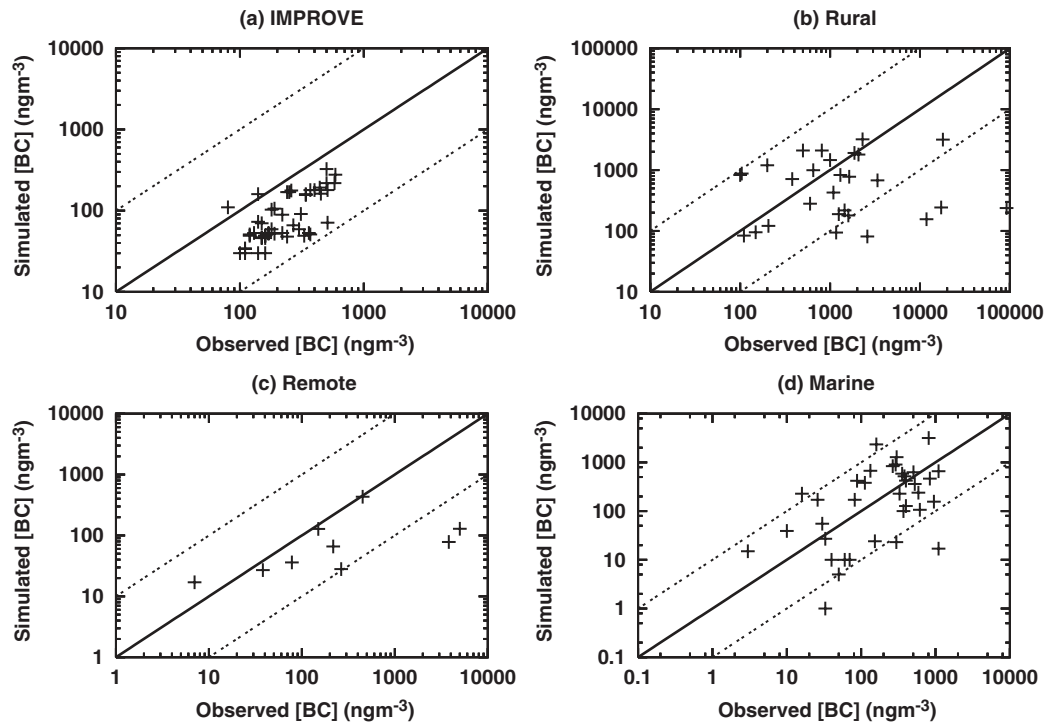 (a) IMPROVE
Simulated [BC] (ngm-3)
10000
1000
100
10
10 100 1000 10000
Observed [BC] (ngm-3)
(b) Rural
Simulated [BC] (ngm-3)
100000
10000
1000
100
10
10 100 1000 10000 100000
Observed [BC] (ngm-3)
(c) Remote
Simulated [BC] (ngm-3)
10000
1000
100
10
1
1 10 100 1000 10000
Observed [BC] (ngm-3)
(d) Marine
Simulated [BC] (ngm-3)
10000
1000
100
10
1
0.1
0.1 1 10 100 1000 10000
Observed [BC] (ngm-3)